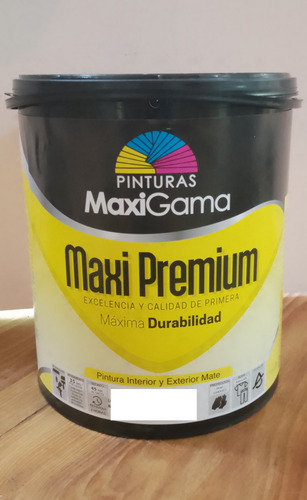 PINTURAS
MaxiGama
Maxi Premium
EXCELENCIA Y CALIDAD DE PRIMERA
Máxima Durabilidad
Pintura Interior y Exterior Mate